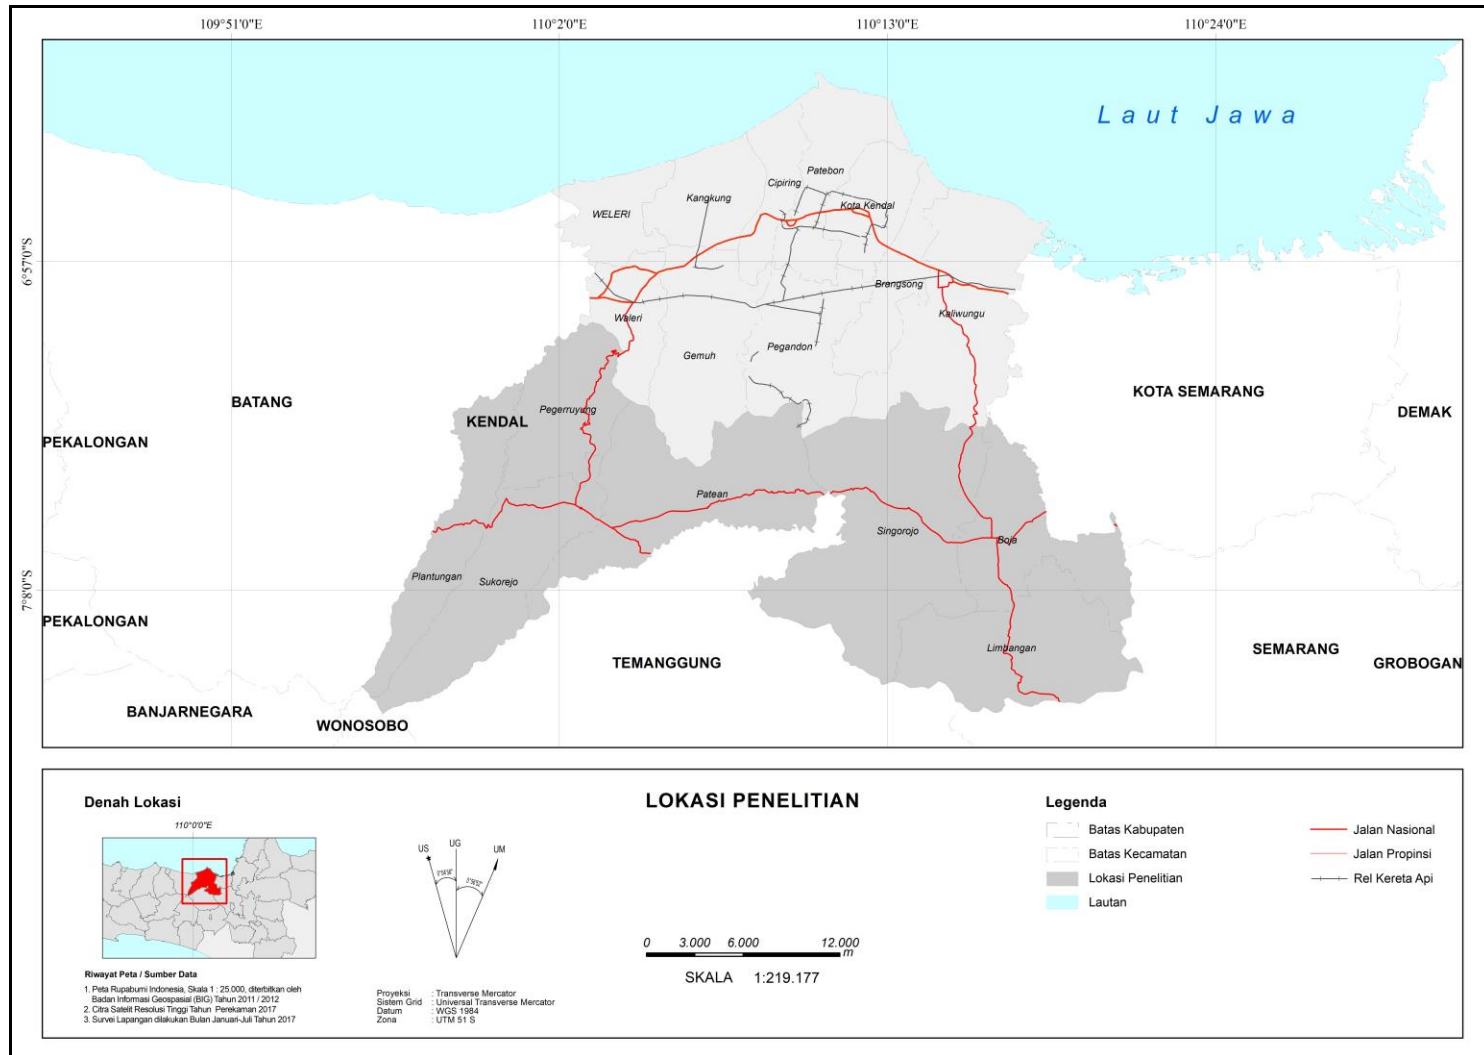 109°51'0"E 110°2'0"E 110°13'0"E 110°24'0"E
Laut Jawa
Patebon
Cipiring
Kangkung
Kota Kendal
WELERI
6°57'0"S
Brangsong
Kaliwungu
Waleri
Pegandon
Gemuh
KOTA SEMARANG
BATANG
Pegerruyung
DEMAK
KENDAL
PEKALONGAN
Patean
Singorojo
Boja
Plantungan
Sukorejo
7°8'0"S
PEKALONGAN
Limbangan
SEMARANG
TEMANGGUNG
GROBOGAN
BANJARNEGARA
WONOSOBO
Denah Lokasi
110°0'0"E
US UG UM
LOKASI PENELITIAN
0 3.000 6.000 12.000
m
SKALA 1:219.177
Legenda
Batas Kabupaten
Batas Kecamatan
Lokasi Penelitian
Lautan
Jalan Nasional
Jalan Propinsi
Rel Kereta Api
Riwayat Peta / Sumber Data
1. Peta Rupabumi Indonesia, Skala 1 : 25.000, diterbitkan oleh
Badan Informasi Geospasial (BIG) Tahun 2011 / 2012
2. Citra Satelit Resolusi Tinggi Tahun Perekaman 2017
3. Survei Lapangan dilakukan Bulan Januari-Juli Tahun 2017
Proyeksi : Transverse Mercator
Sistem Grid : Universal Transverse Mercator
Datum : WGS 1984
Zona : UTM 51 S